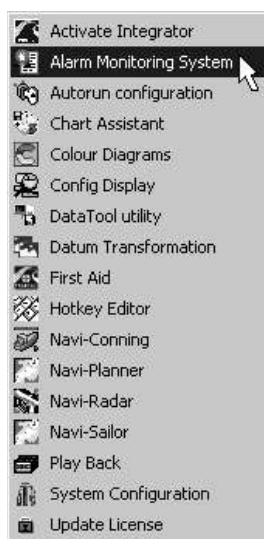 Activate Integrator
Alarm Monitoring System
Autorun configuration
Chart Assistant
Colour Diagrams
Config Display
DataTool utility
Datum Transformation
First Aid
Hotkey Editor
Navi-Conning
Navi-Planner
Navi-Radar
Navi-Sailor
Play Back
System Configuration
Update License